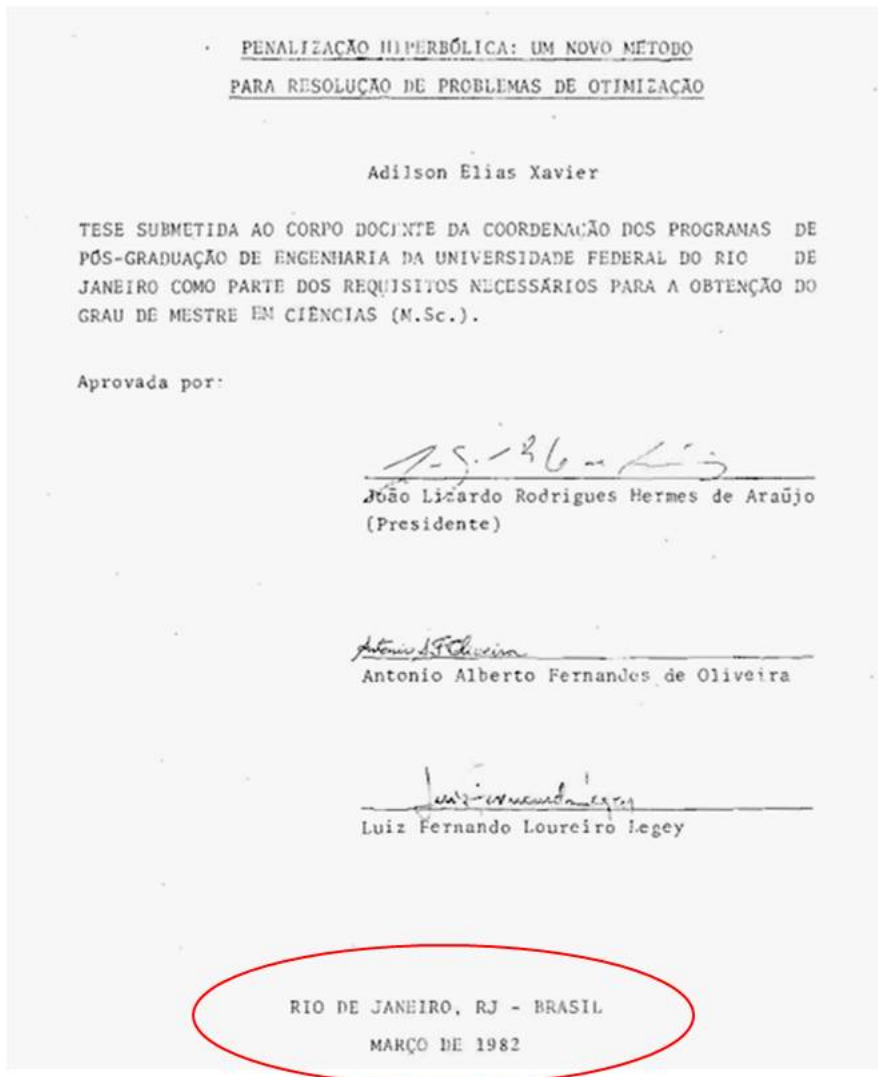 PENALIZAÇÃO HIPERBÓLICA: UM NOVO MÉTODO
PARA RESOLUÇÃO DE PROBLEMAS DE OTIMIZAÇÃO
Adilson Elias Xavier
TESE SUBMETIDA AO CORPO DOCENTE DA COORDENAÇÃO DOS PROGRAMAS DE
PÓS-GRADUAÇÃO DE ENGENHARIA DA UNIVERSIDADE FEDERAL DO RIO DE
JANEIRO COMO PARTE DOS REQUISITOS NECESSÁRIOS PARA A OBTENÇÃO DO
GRAU DE MESTRE EM CIÊNCIAS (M.Sc.).
Aprovada por:
João Lizardo Rodrigues Hermes de Araújo
(Presidente)
Antonio Alberto Fernandes de Oliveira
Luiz Fernando Loureiro Legey
RIO DE JANEIRO, RJ - BRASIL
MARÇO DE 1982